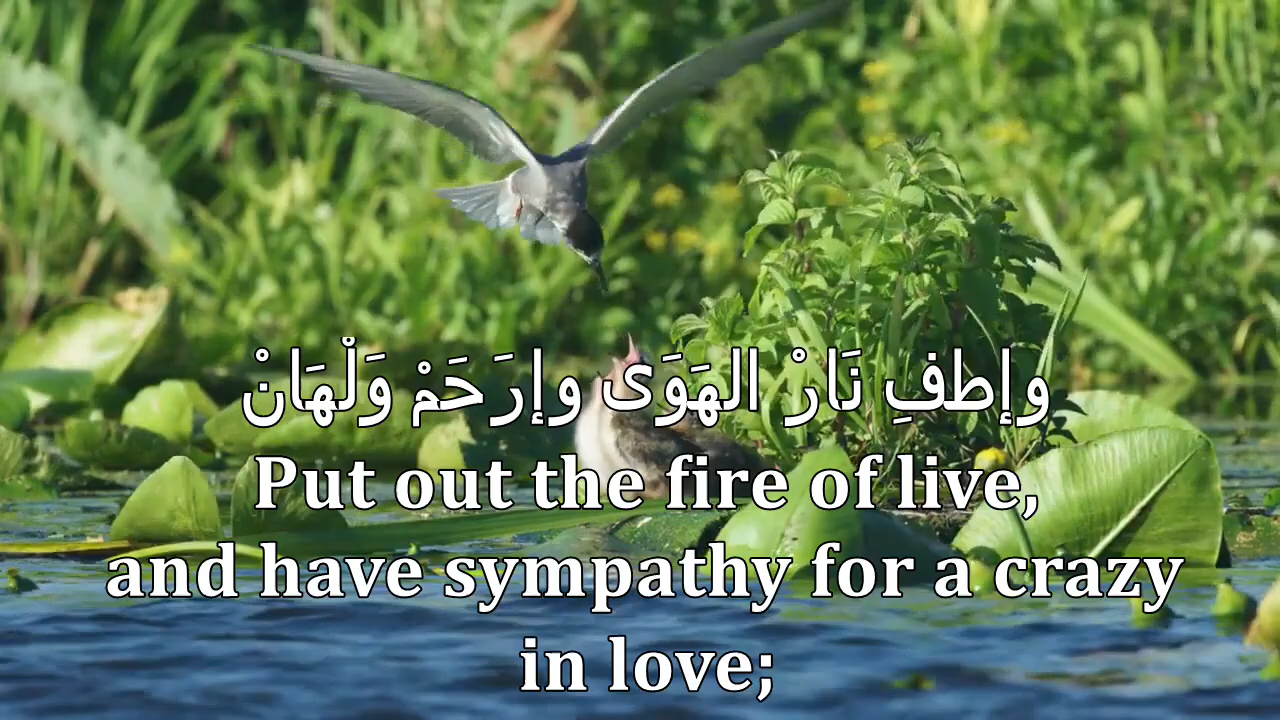 وإطفِ نَارْ الهَوَى وإرَحَمْ وَلْهَانْ
Put out the fire of live,
and have sympathy for a crazy
in love;